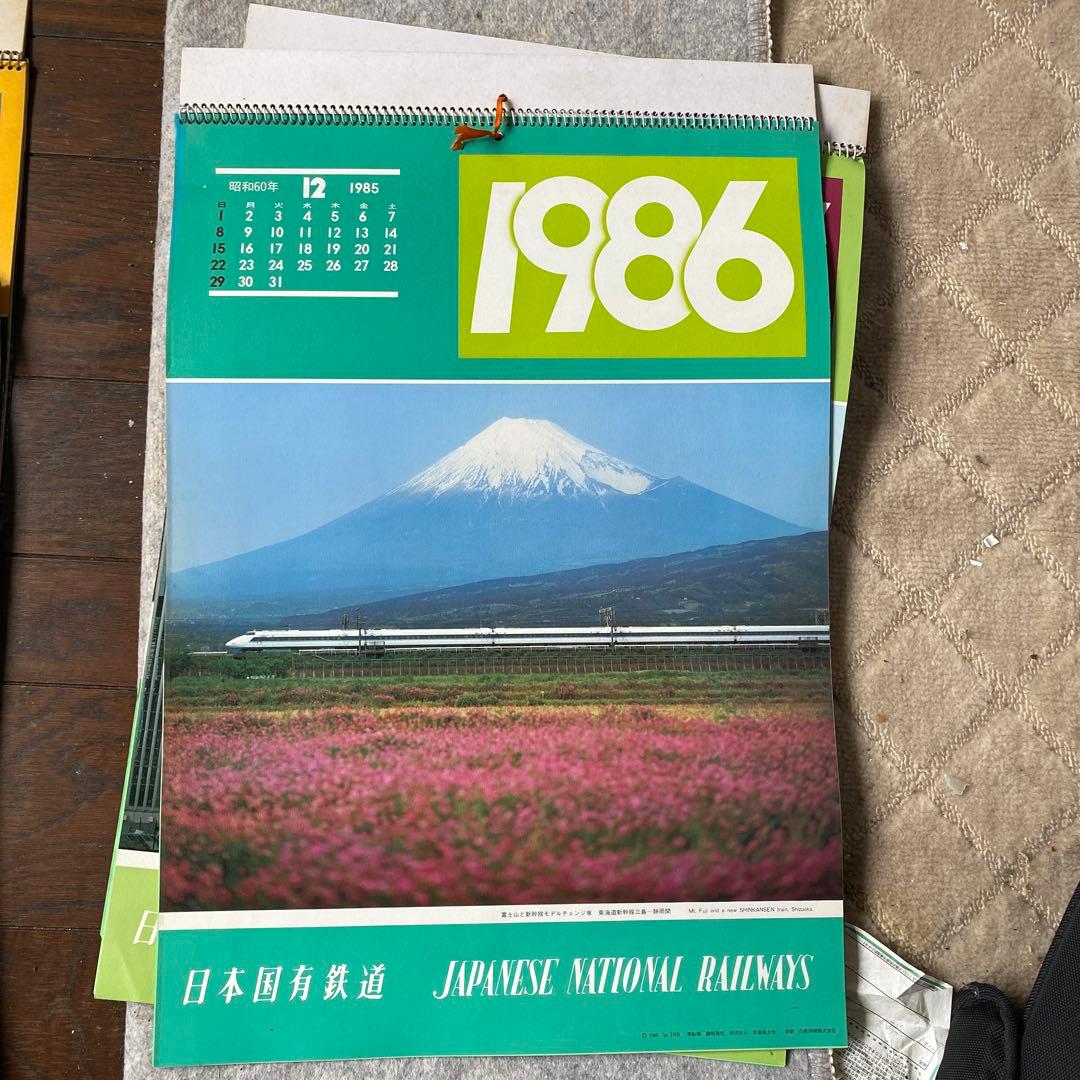 昭和60年 12 1985
日 月 火 水 木 金 土
1 2 3 4 5 6 7
8 9 10 11 12 13 14
15 16 17 18 19 20 21
22 23 24 25 26 27 28
29 30 31
1986
富士山と新幹線モデルチェンジ車 東海道新幹線三島—静岡間 Mt. Fuji and a new SHINKANSEN train, Shizuoka.
日本国有鉄道 JAPANESE NATIONAL RAILWAYS
© 1985 by JNR
日